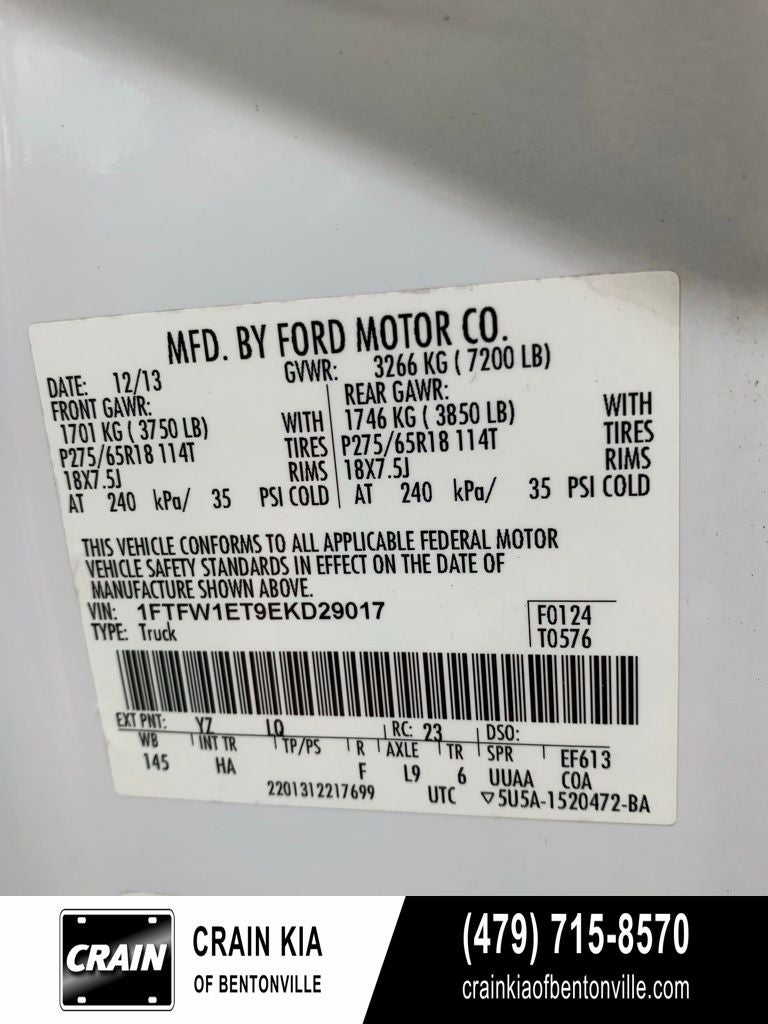 MFD. BY FORD MOTOR CO.
DATE: 12/13 GVWR: 3266 KG ( 7200 LB)
FRONT GAWR: REAR GAWR:
1701 KG ( 3750 LB) WITH 1746 KG ( 3850 LB) WITH
P275/65R18 114T TIRES P275/65R18 114T TIRES
18X7.5J RIMS 18X7.5J RIMS
AT 240 kPa/ 35 PSI COLD AT 240 kPa/ 35 PSI COLD
THIS VEHICLE CONFORMS TO ALL APPLICABLE FEDERAL MOTOR
VEHICLE SAFETY STANDARDS IN EFFECT ON THE DATE OF
MANUFACTURE SHOWN ABOVE.
VIN: 1FTFW1ET9EKD29017 F0124
TYPE: Truck T0576
EXT PNT: YZ LQ RC: 23 DSO:
WB INT TR TP/PS R AXLE TR SPR EF613
145 HA F L9 6 UUAA COA
2201312217699 UTC ▽5U5A-1520472-BA
CRAIN
CRAIN KIA
OF BENTONVILLE
(479) 715-8570
crainkiaofbentonville.com